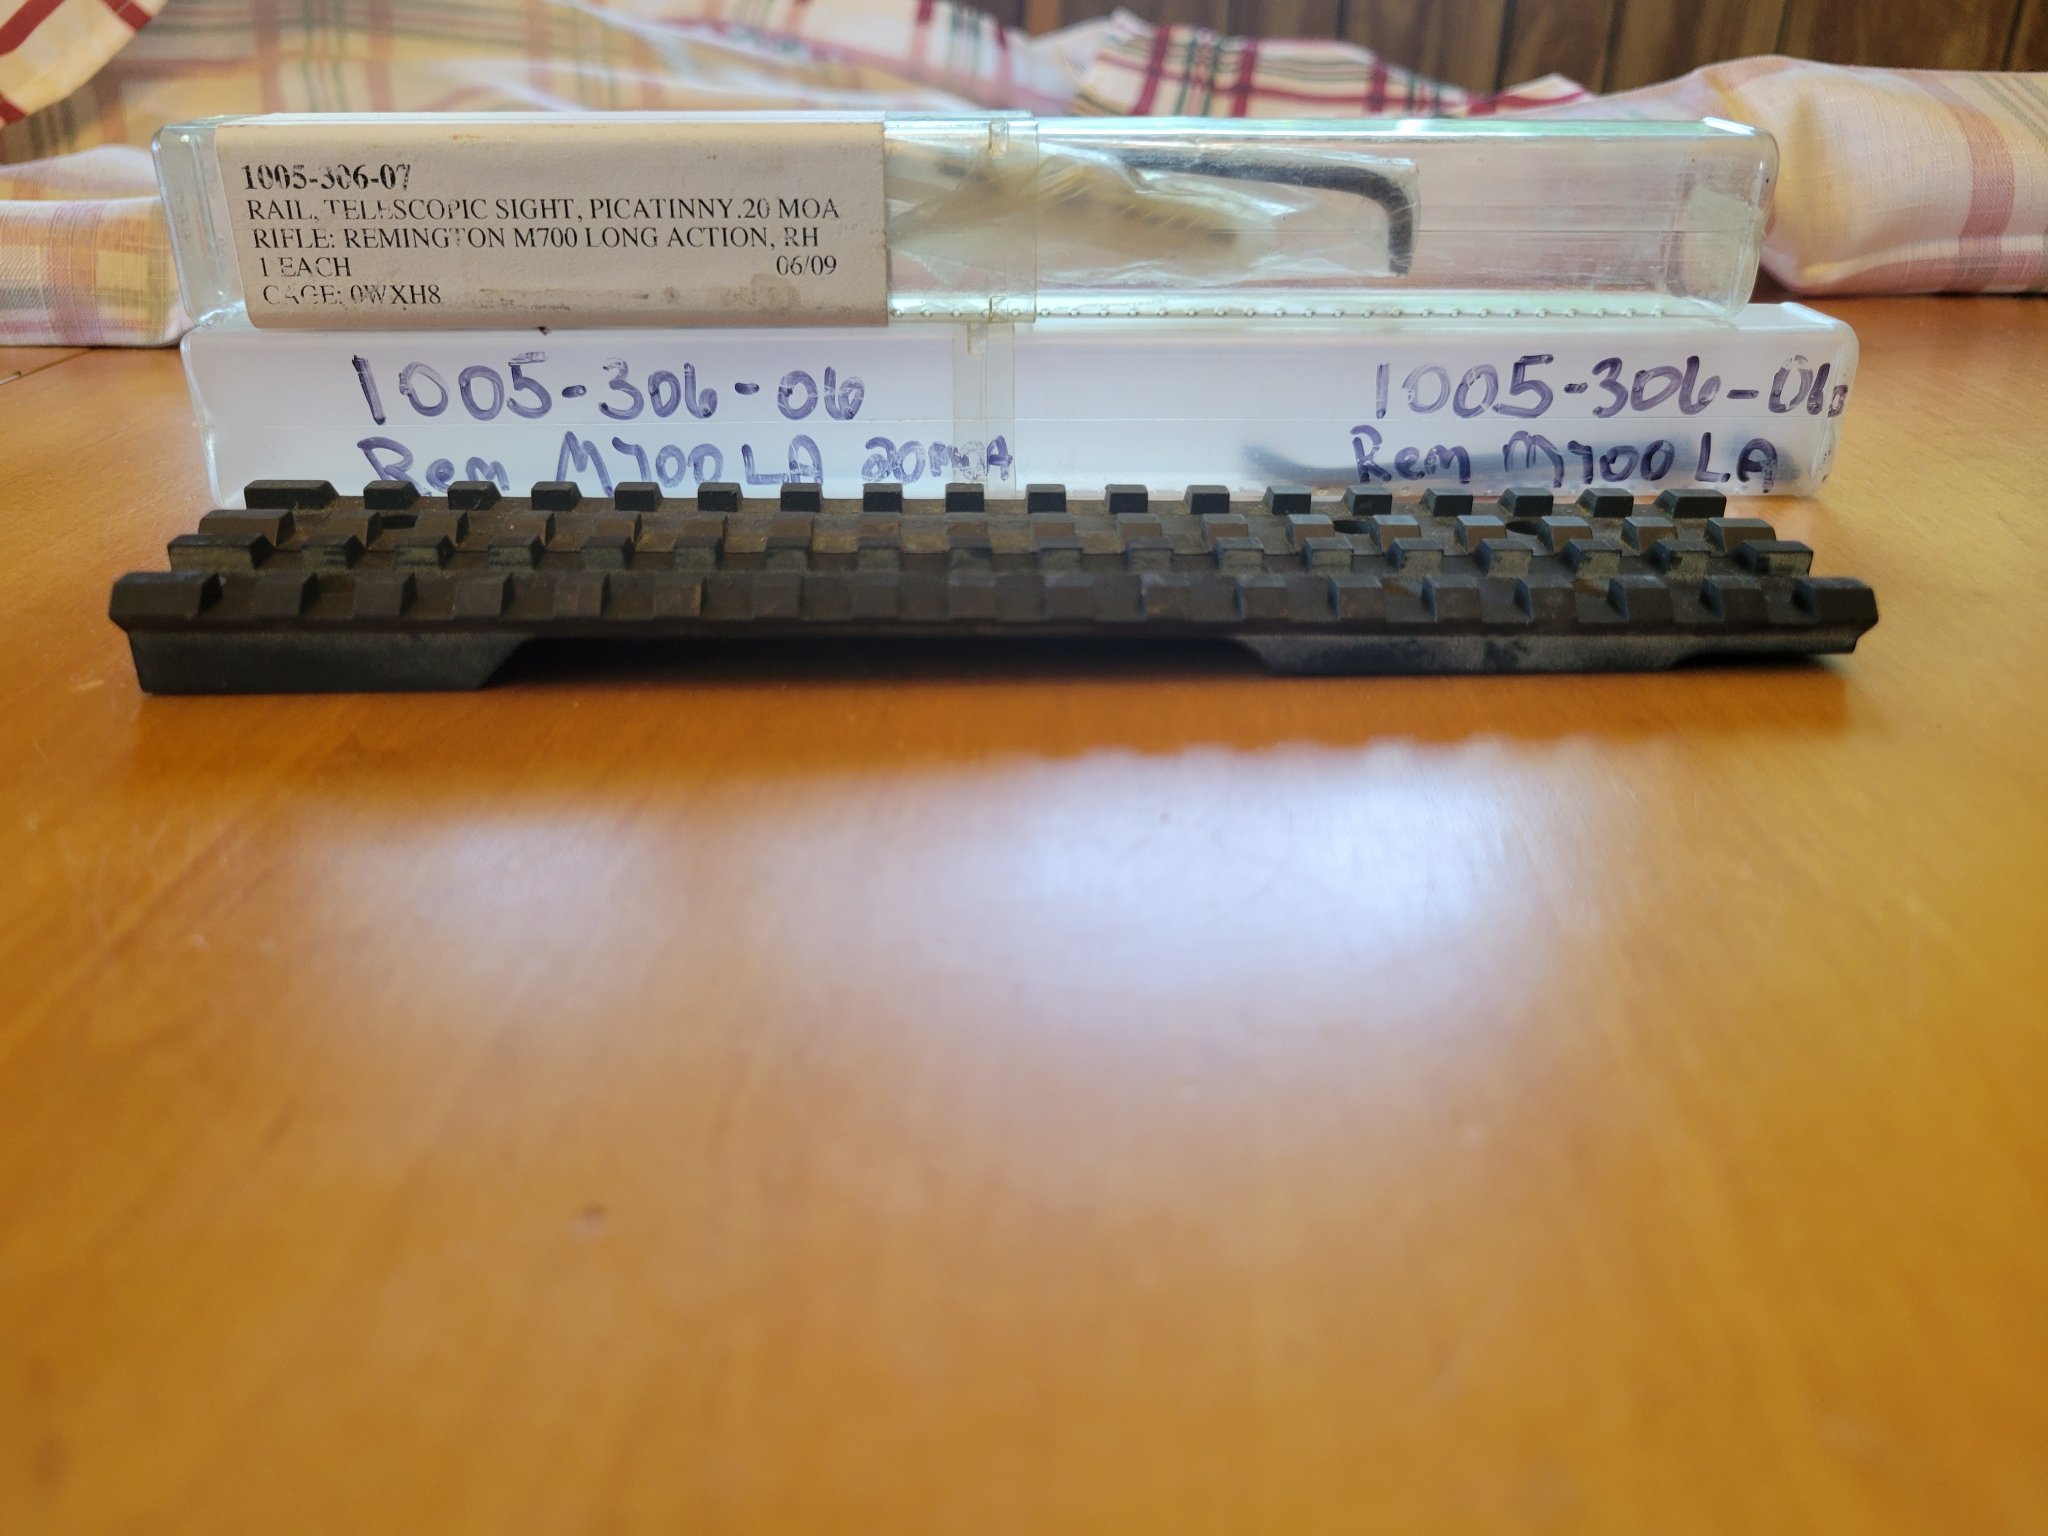 1005-306-07
RAIL, TELESCOPIC SIGHT, PICATINNY.20 MOA
RIFLE: REMINGTON M700 LONG ACTION, RH
1 EACH 06/09
CAGE: 0WXH8
1005-306-06
Rem M700 LA 20MOA
1005-306-06
Rem M700 LA